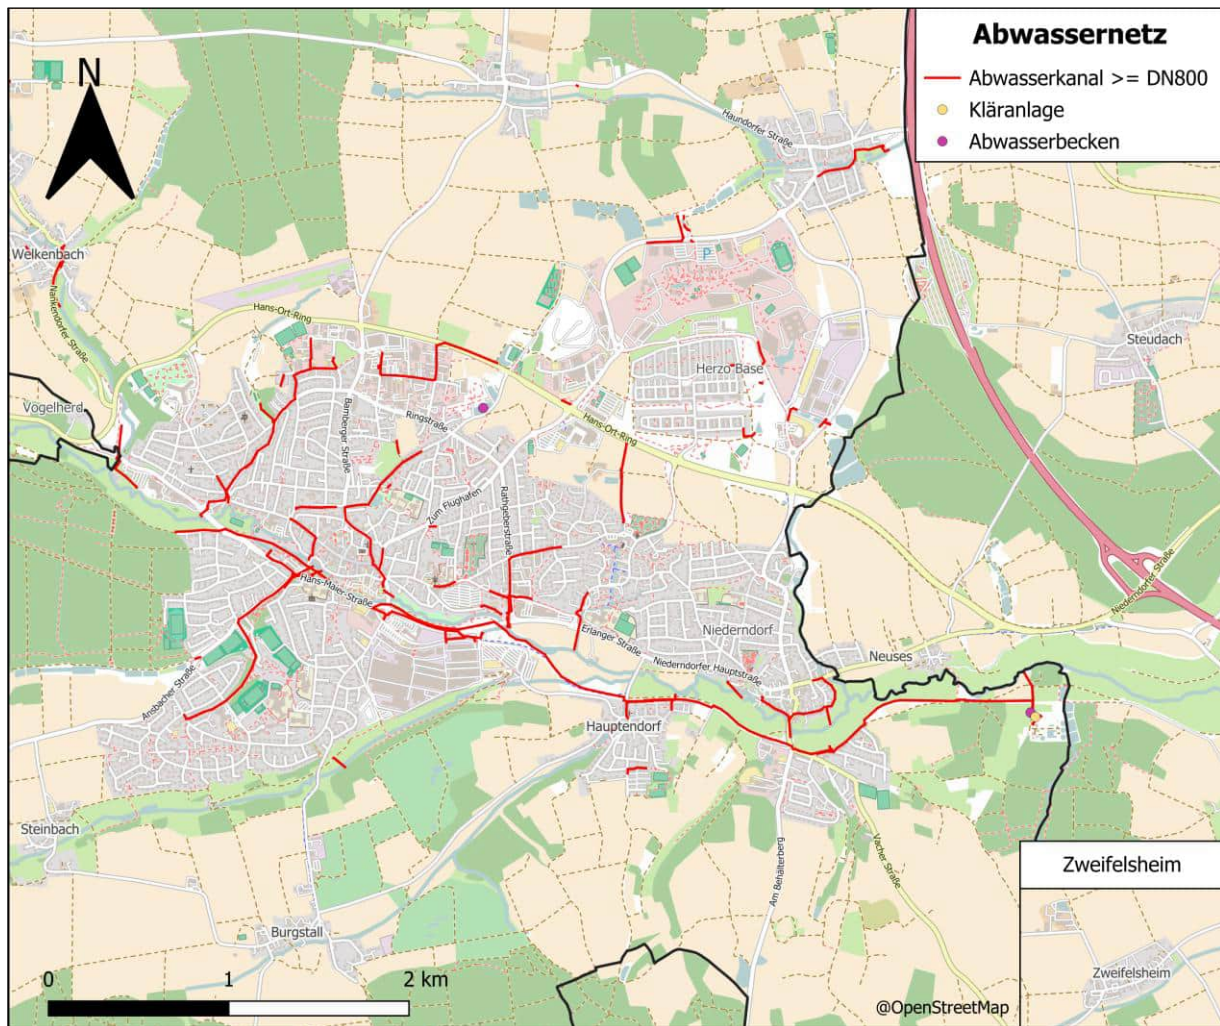 Abwassernetz
Abwasserkanal >= DN800
Kläranlage
Abwasserbecken
N
Haundorfer Straße
Welkenbach
Nankendorfer Straße
P
Hans-Ort-Ring
Steudach
Herzo Base
Vogelherd
Bamberger Straße
Ringstraße
Hans-Ort-Ring
Zum Flughafen
Rathgeberstraße
Hans-Maier-Straße
Niederndorfer Straße
Erlanger Straße
Niederndorf
Neuses
Niederndorfer Hauptstraße
Ansbacher Straße
Hauptendorf
Steinbach
Vacher Straße
Am Behälterberg
Zweifelsheim
Burgstall
Zweifelsheim
0 1 2 km
@OpenStreetMap